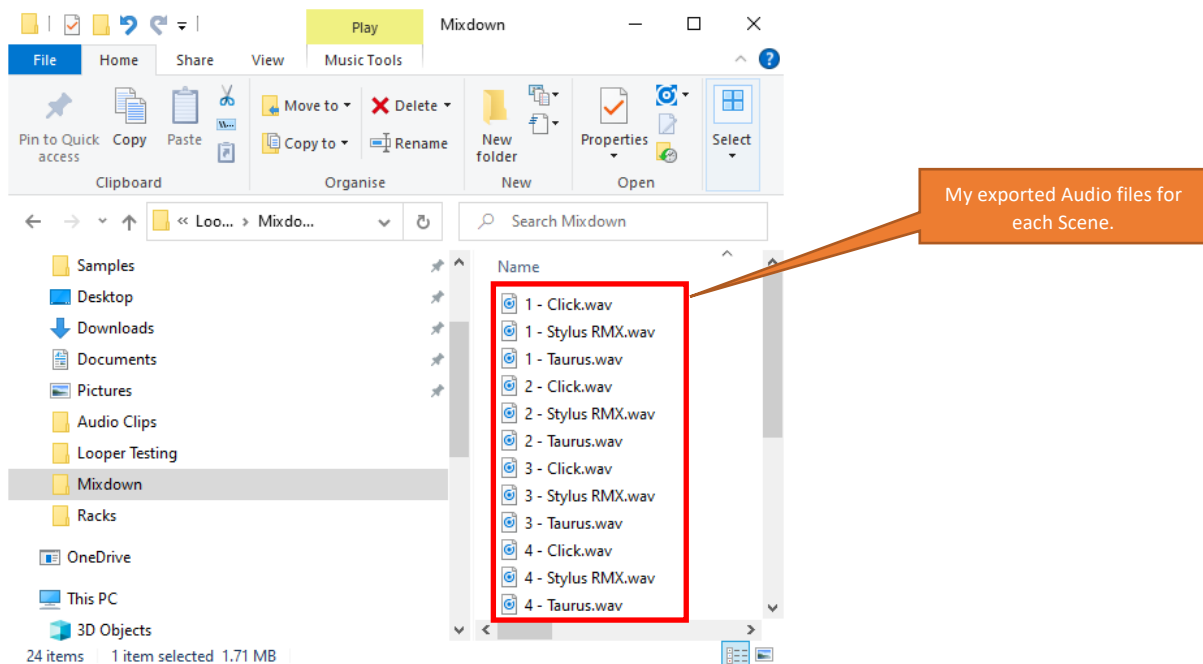 Play
Mixdown
File
Home
Share
View
Music Tools
Pin to Quick
access
Copy
Paste
Move to
Copy to
Delete
Rename
New
folder
Properties
Select
Clipboard
Organise
New
Open
« Loo... > Mixdo...
Search Mixdown
My exported Audio files for
each Scene.
Samples
Desktop
Downloads
Documents
Pictures
Audio Clips
Looper Testing
Mixdown
Racks
OneDrive
This PC
3D Objects
Name
1 - Click.wav
1 - Stylus RMX.wav
1 - Taurus.wav
2 - Click.wav
2 - Stylus RMX.wav
2 - Taurus.wav
3 - Click.wav
3 - Stylus RMX.wav
3 - Taurus.wav
4 - Click.wav
4 - Stylus RMX.wav
4 - Taurus.wav
24 items
1 item selected 1.71 MB